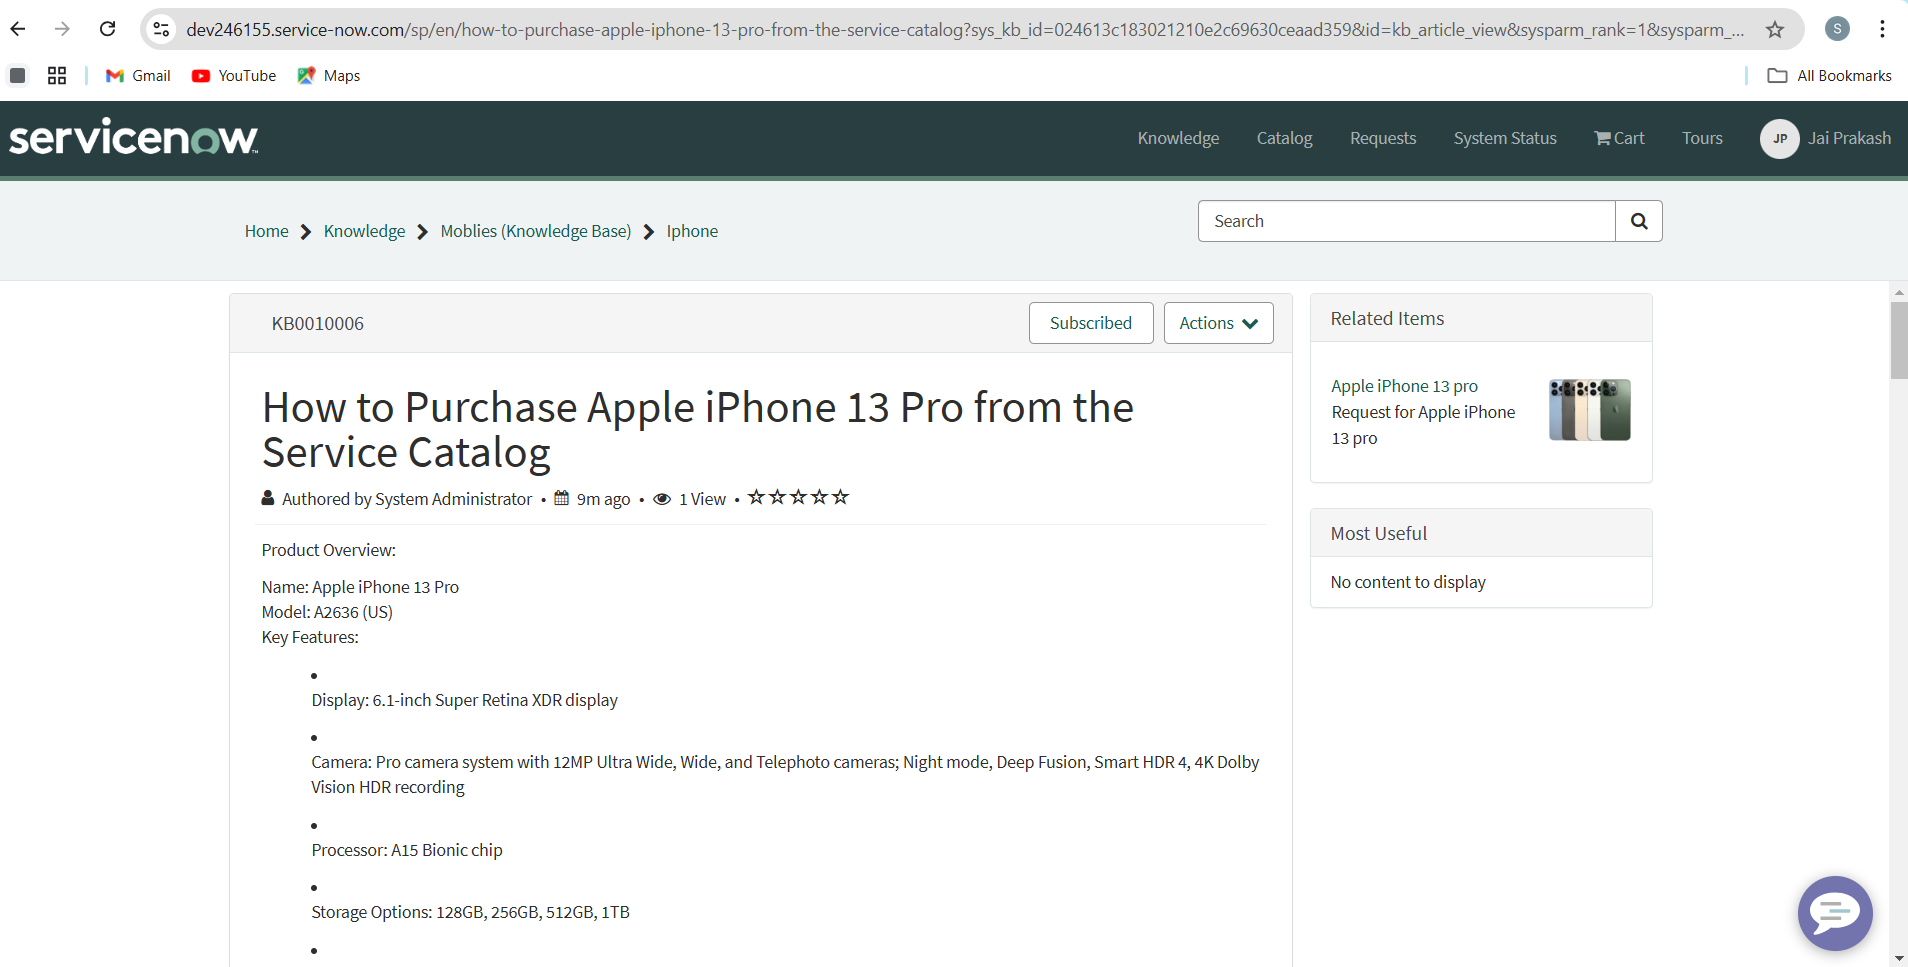 dev246155.service-now.com/sp/en/how-to-purchase-apple-iphone-13-pro-from-the-service-catalog?sys_kb_id=024613c183021210e2c69630ceaad359&id=kb_article_view&sysparm_rank=1&sysparm_...
S
Gmail
YouTube
Maps
All Bookmarks
servicenow
Knowledge
Catalog
Requests
System Status
Cart
Tours
JP
Jai Prakash
Home
Knowledge
Moblies (Knowledge Base)
Iphone
Search
KB0010006
Subscribed
Actions
How to Purchase Apple iPhone 13 Pro from the
Service Catalog
Authored by System Administrator • 9m ago • 1 View •
Product Overview:
Name: Apple iPhone 13 Pro
Model: A2636 (US)
Key Features:
•
Display: 6.1-inch Super Retina XDR display
•
Camera: Pro camera system with 12MP Ultra Wide, Wide, and Telephoto cameras; Night mode, Deep Fusion, Smart HDR 4, 4K Dolby
Vision HDR recording
•
Processor: A15 Bionic chip
•
Storage Options: 128GB, 256GB, 512GB, 1TB
•
Related Items
Apple iPhone 13 pro
Request for Apple iPhone
13 pro
Most Useful
No content to display